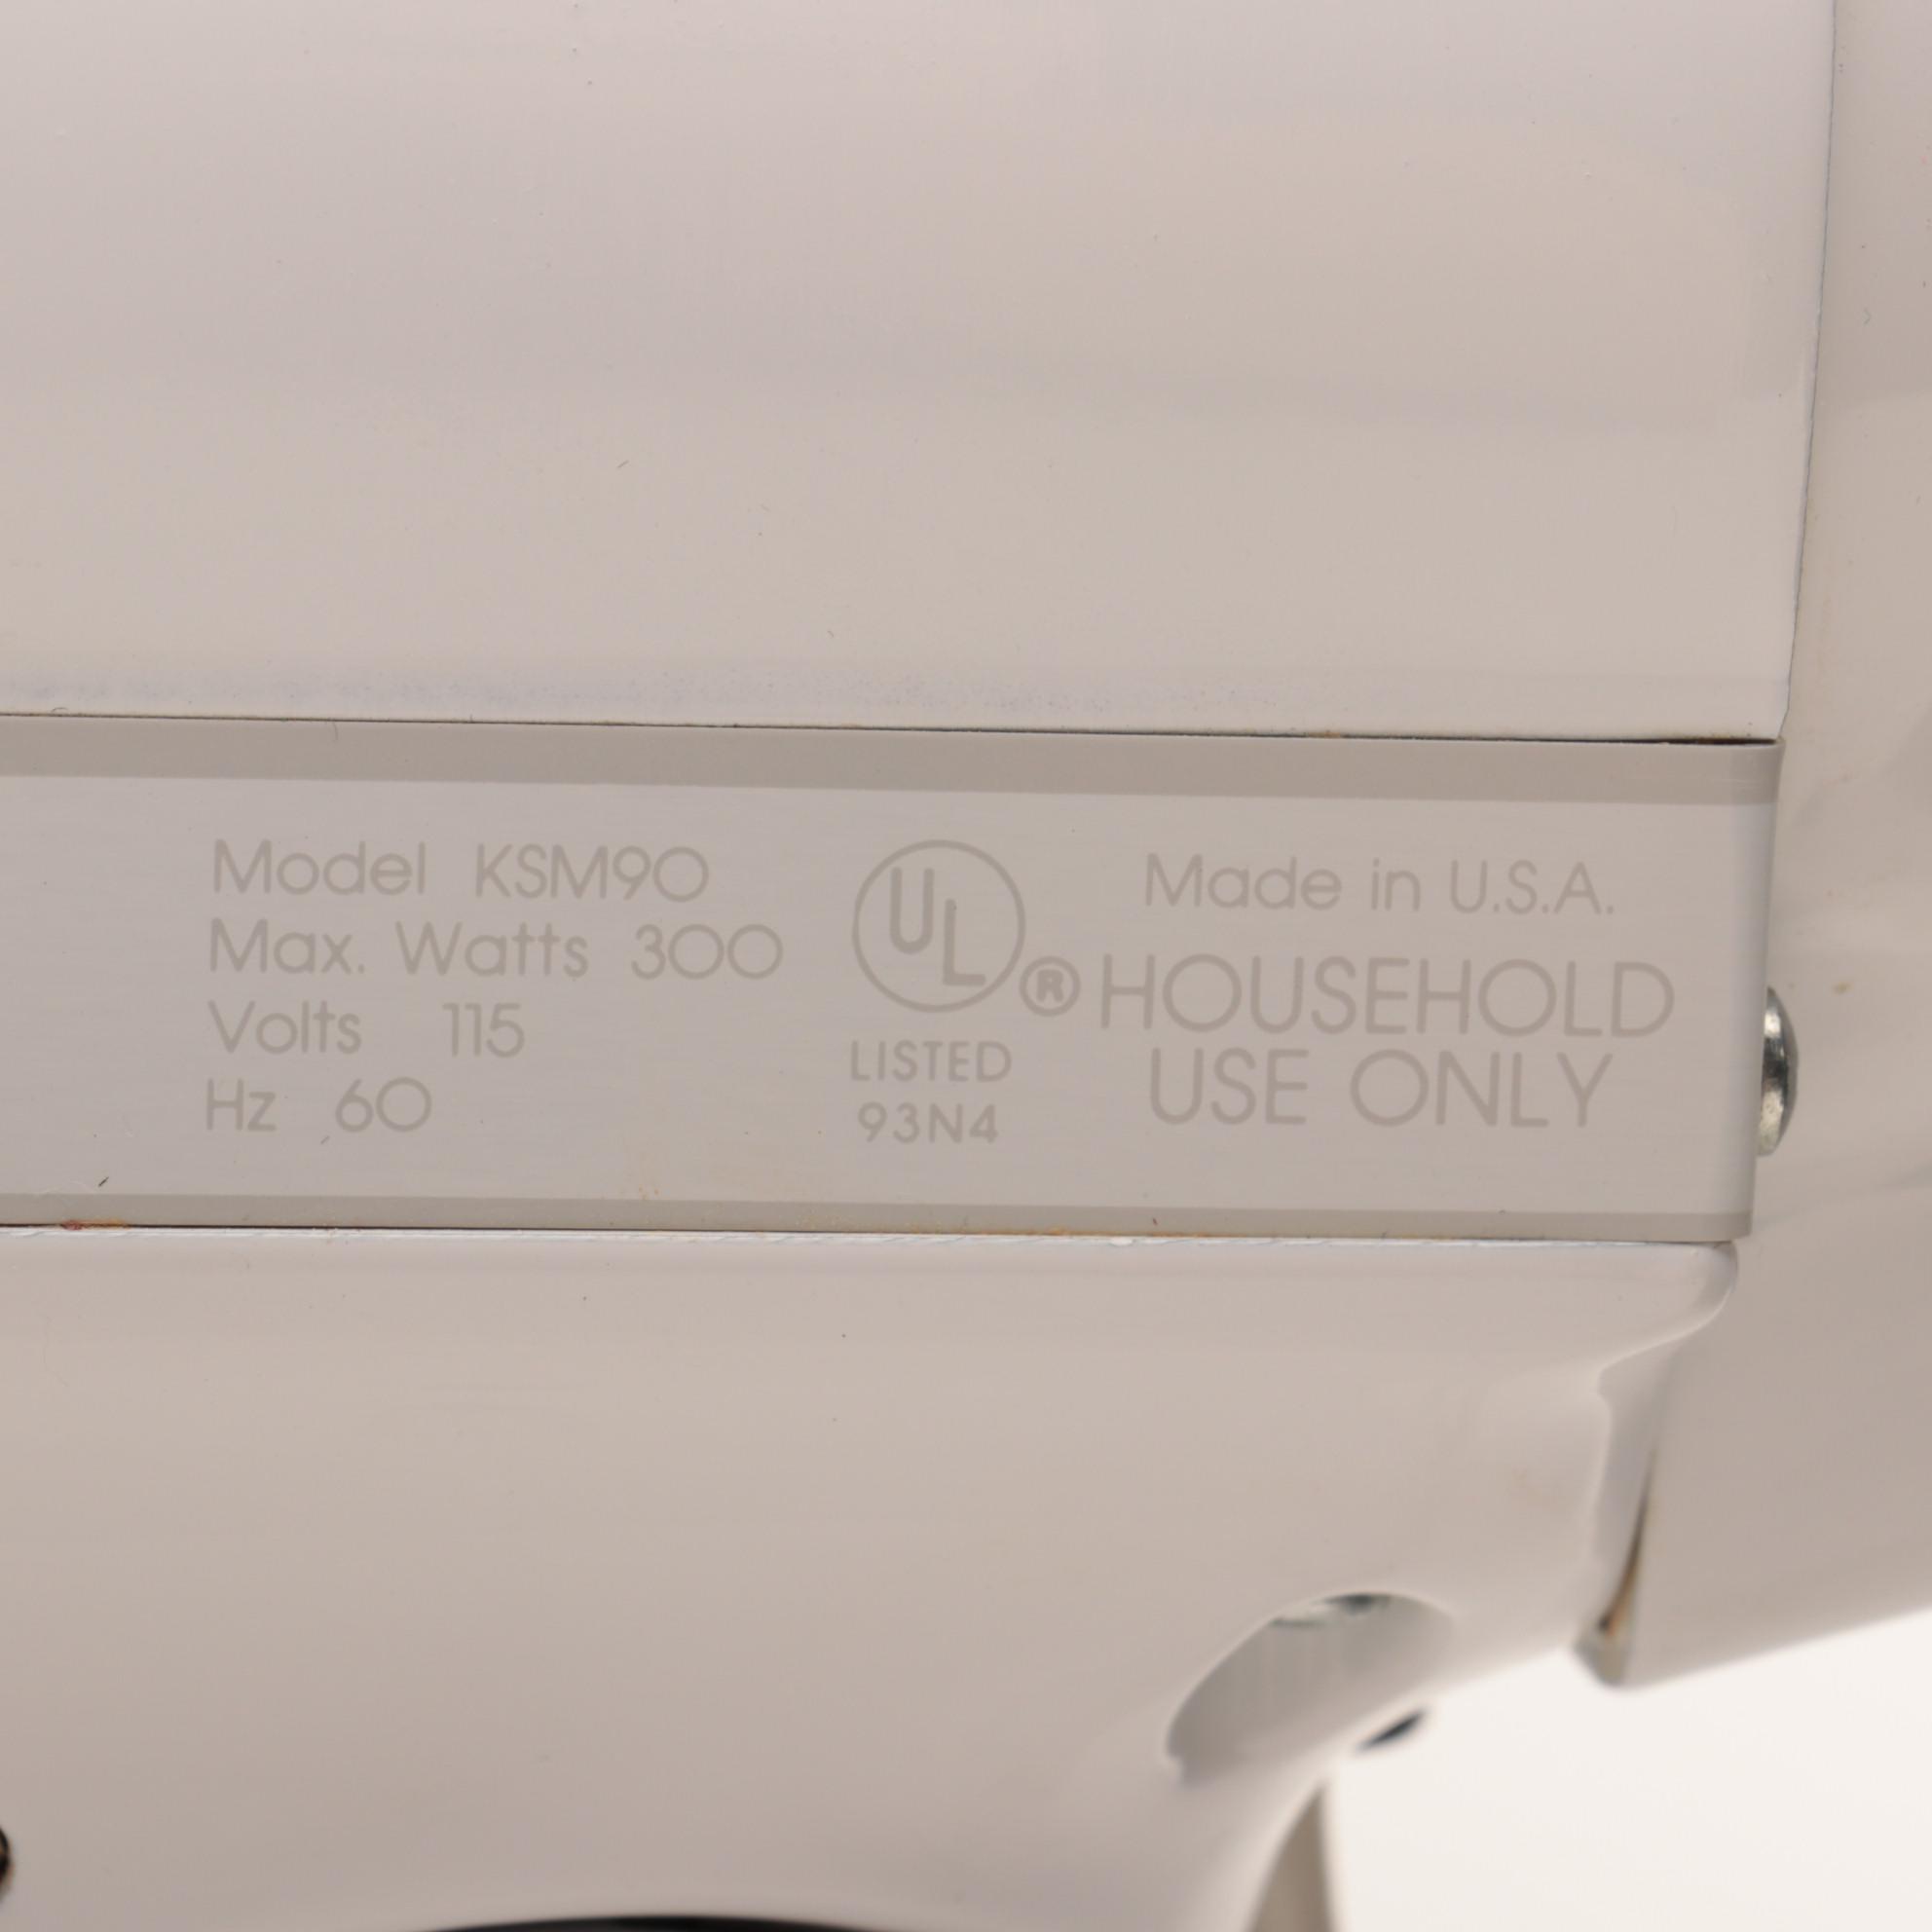 Model KSM90
Max. Watts 300
Volts 115
Hz 60
UL
®
LISTED
93N4
Made in U.S.A.
HOUSEHOLD
USE ONLY